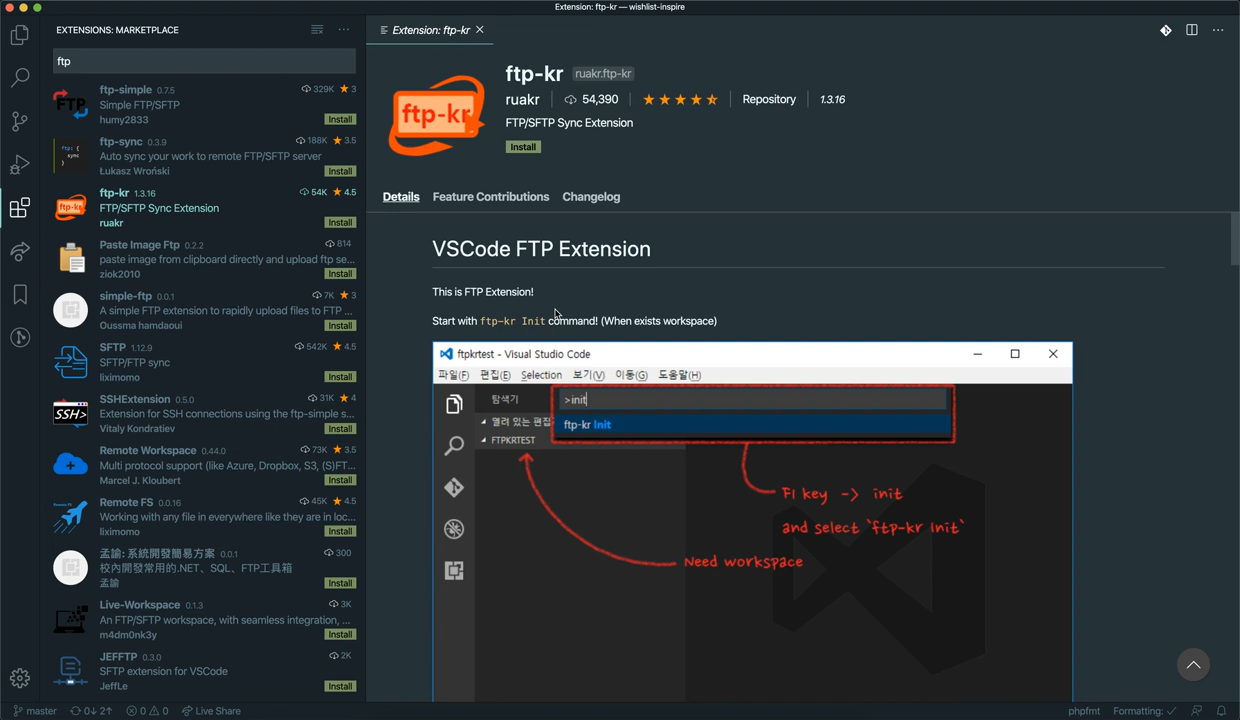 Extension: ftp-kr — wishlist-inspire
EXTENSIONS: MARKETPLACE
ftp
ftp-simple 0.7.5 329K 3
Simple FTP/SFTP
humy2833 Install
FTP
ftp-sync 0.3.9 188K 3.5
Auto sync your work to remote FTP/SFTP server
Lukasz Wroński Install
ftp: {
sync
}
ftp-kr 1.3.16 54K 4.5
FTP/SFTP Sync Extension
ruakr Install
ftp-kr
Paste Image Ftp 0.2.2 814
paste image from clipboard directly and upload ftp se...
ziok2010 Install
simple-ftp 0.0.1 7K 3
A simple FTP extension to rapidly upload files to FTP ...
Oussma hamdaoui Install
SFTP 1.12.9 542K 4.5
SFTP/FTP sync
liximomo Install
SSHExtension 0.5.0 31K 4
Extension for SSH connections using the ftp-simple s...
Vitaly Kondratiev Install
SSH>
Remote Workspace 0.44.0 73K 3.5
Multi protocol support (like Azure, Dropbox, S3, (S)FT...
Marcel J. Kloubert Install
Remote FS 0.0.16 45K 4.5
Working with any file in everywhere like they are in loc...
liximomo Install
孟諭: 系統開發簡易方案 0.0.1 300
校內開發常用的.NET、SQL、FTP工具箱
孟諭 Install
Live-Workspace 0.1.3 3K
An FTP/SFTP workspace, with seamless integration, ...
m4dm0nk3y Install
JEFFTP 0.3.0 2K
SFTP extension for VSCode
JeffLe Install
Extension: ftp-kr
ftp-kr
ftp-kr ruakr.ftp-kr
ruakr 54,390 Repository 1.3.16
FTP/SFTP Sync Extension
Install
Details Feature Contributions Changelog
VSCode FTP Extension
This is FTP Extension!
Start with ftp-kr Init command! (When exists workspace)
ftpkrtest - Visual Studio Code
파일(F) 편집(E) Selection 보기(V) 이동(G) 도움말(H)
탐색기
>init
열려 있는 편집
ftp-kr Init
FTPKRTEST
F1 key -> init
and select `ftp-kr Init`
Need workspace
master 0↓ 2↑ 0 0 Live Share phpfmt Formatting: ✓